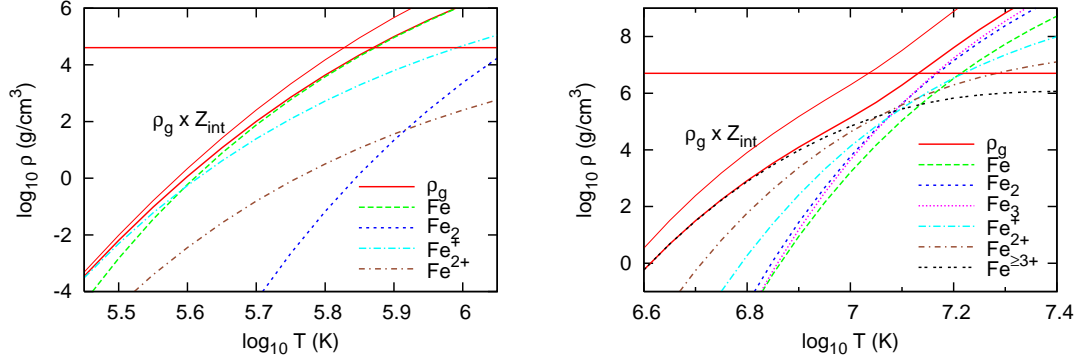 6
4
2
0
-2
-4
log10 ρ (g/cm3)
ρg x Zint
ρg
Fe
Fe2
Fe+
Fe2+
5.5 5.6 5.7 5.8 5.9 6
log10 T (K)
8
6
4
2
0
log10 ρ (g/cm3)
ρg x Zint
ρg
Fe
Fe2
Fe3
Fe+
Fe2+
Fe≥3+
6.6 6.8 7 7.2 7.4
log10 T (K)